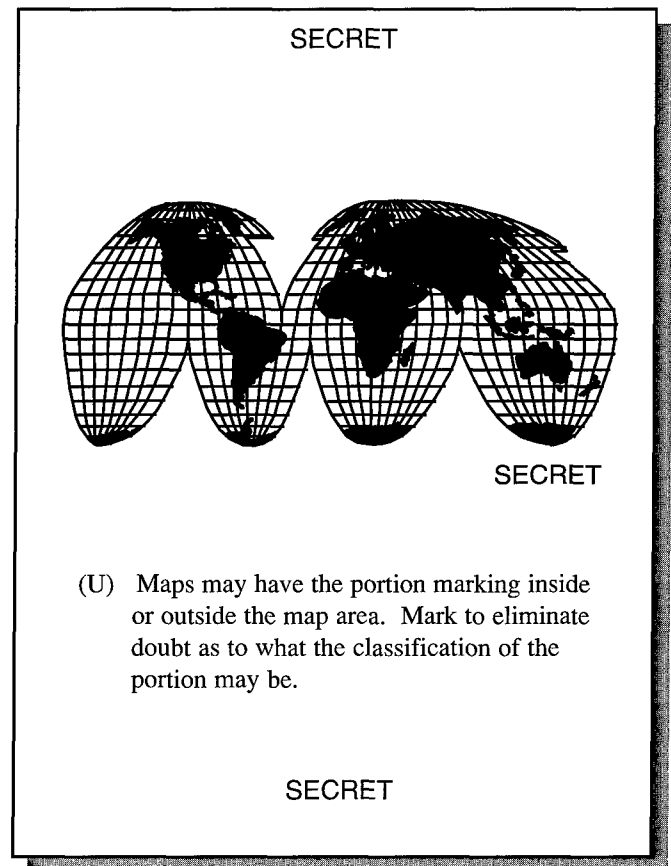 SECRET
SECRET
(U) Maps may have the portion marking inside
or outside the map area. Mark to eliminate
doubt as to what the classification of the
portion may be.
SECRET